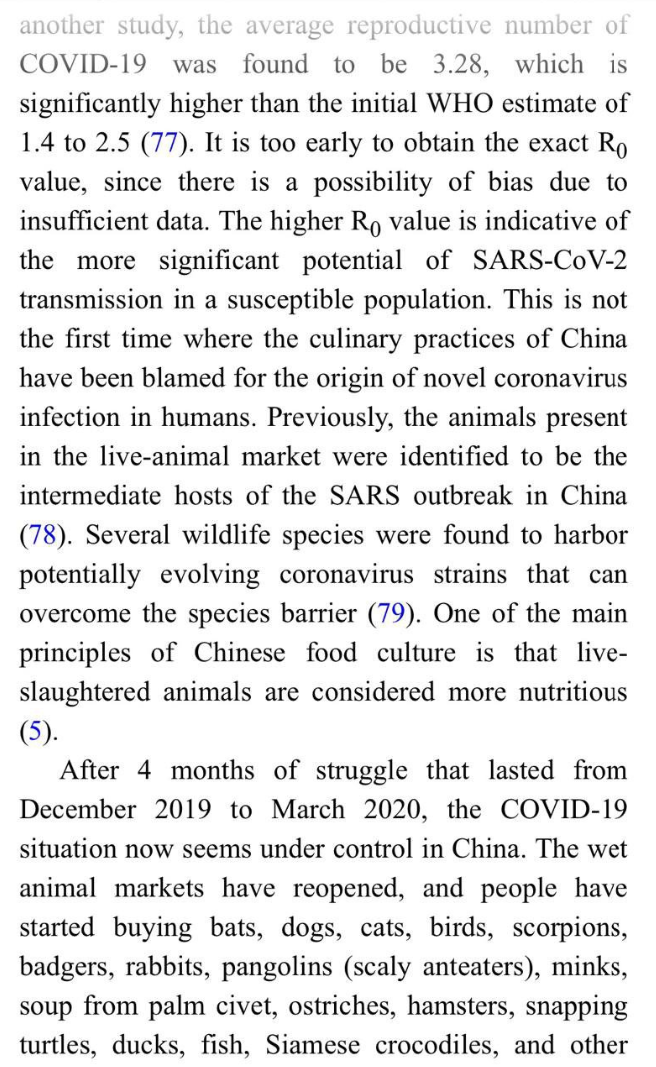 another study, the average reproductive number of
COVID-19 was found to be 3.28, which is
significantly higher than the initial WHO estimate of
1.4 to 2.5 (77). It is too early to obtain the exact R0
value, since there is a possibility of bias due to
insufficient data. The higher R0 value is indicative of
the more significant potential of SARS-CoV-2
transmission in a susceptible population. This is not
the first time where the culinary practices of China
have been blamed for the origin of novel coronavirus
infection in humans. Previously, the animals present
in the live-animal market were identified to be the
intermediate hosts of the SARS outbreak in China
(78). Several wildlife species were found to harbor
potentially evolving coronavirus strains that can
overcome the species barrier (79). One of the main
principles of Chinese food culture is that live-
slaughtered animals are considered more nutritious
(5).
After 4 months of struggle that lasted from
December 2019 to March 2020, the COVID-19
situation now seems under control in China. The wet
animal markets have reopened, and people have
started buying bats, dogs, cats, birds, scorpions,
badgers, rabbits, pangolins (scaly anteaters), minks,
soup from palm civet, ostriches, hamsters, snapping
turtles, ducks, fish, Siamese crocodiles, and other